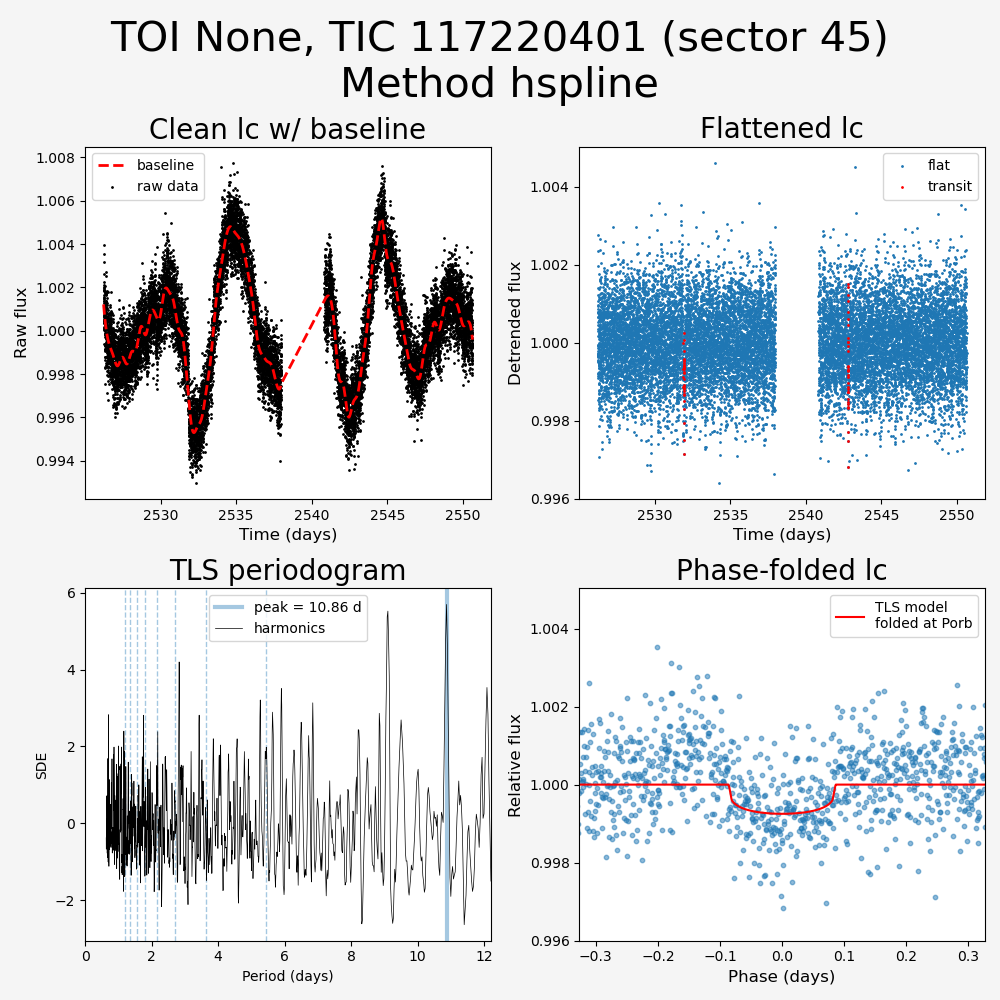 TOI None, TIC 117220401 (sector 45)
Method hspline
Clean lc w/ baseline
Raw flux
1.008
1.006
1.004
1.002
1.000
0.998
0.996
0.994
baseline
raw data
2530
2535
2540
2545
2550
Time (days)
Flattened lc
Detrended flux
1.004
1.002
1.000
0.998
0.996
flat
transit
2530
2535
2540
2545
2550
Time (days)
TLS periodogram
SDE
6
4
2
0
−2
peak = 10.86 d
harmonics
0
2
4
6
8
10
12
Period (days)
Phase-folded lc
Relative flux
1.004
1.002
1.000
0.998
0.996
TLS model
folded at Porb
−0.3
−0.2
−0.1
0.0
0.1
0.2
0.3
Phase (days)